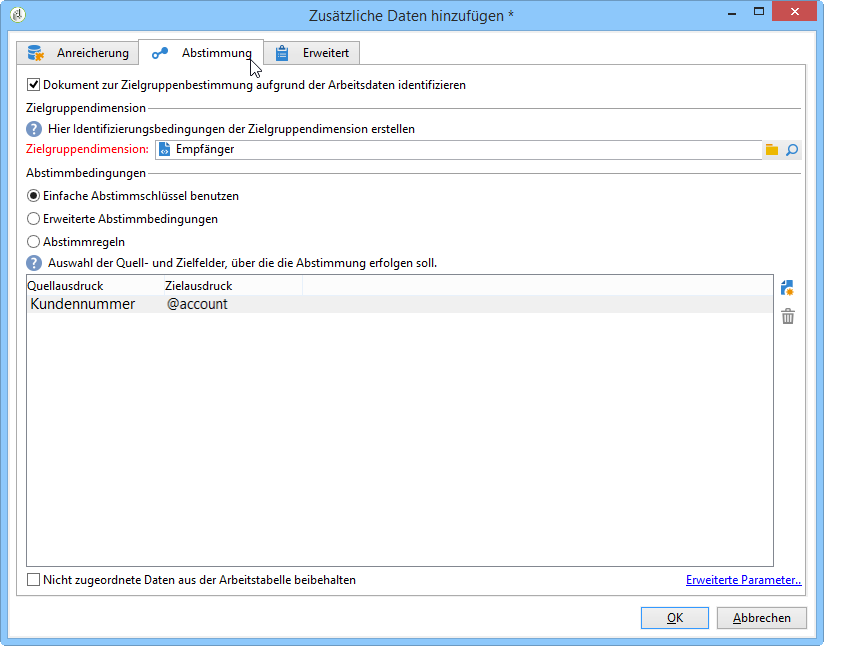 Zusätzliche Daten hinzufügen *
Anreicherung Abstimmung Erweitert
Dokument zur Zielgruppenbestimmung aufgrund der Arbeitsdaten identifizieren
Zielgruppendimension
Hier Identifizierungsbedingungen der Zielgruppendimension erstellen
Zielgruppendimension: Empfänger
Abstimmbedingungen
Einfache Abstimmschlüssel benutzen
Erweiterte Abstimmbedingungen
Abstimmregeln
Auswahl der Quell- und Zielfelder, über die die Abstimmung erfolgen soll.
Quellausdruck Zielausdruck
Kundennummer @account
Nicht zugeordnete Daten aus der Arbeitstabelle beibehalten Erweiterte Parameter..
OK Abbrechen